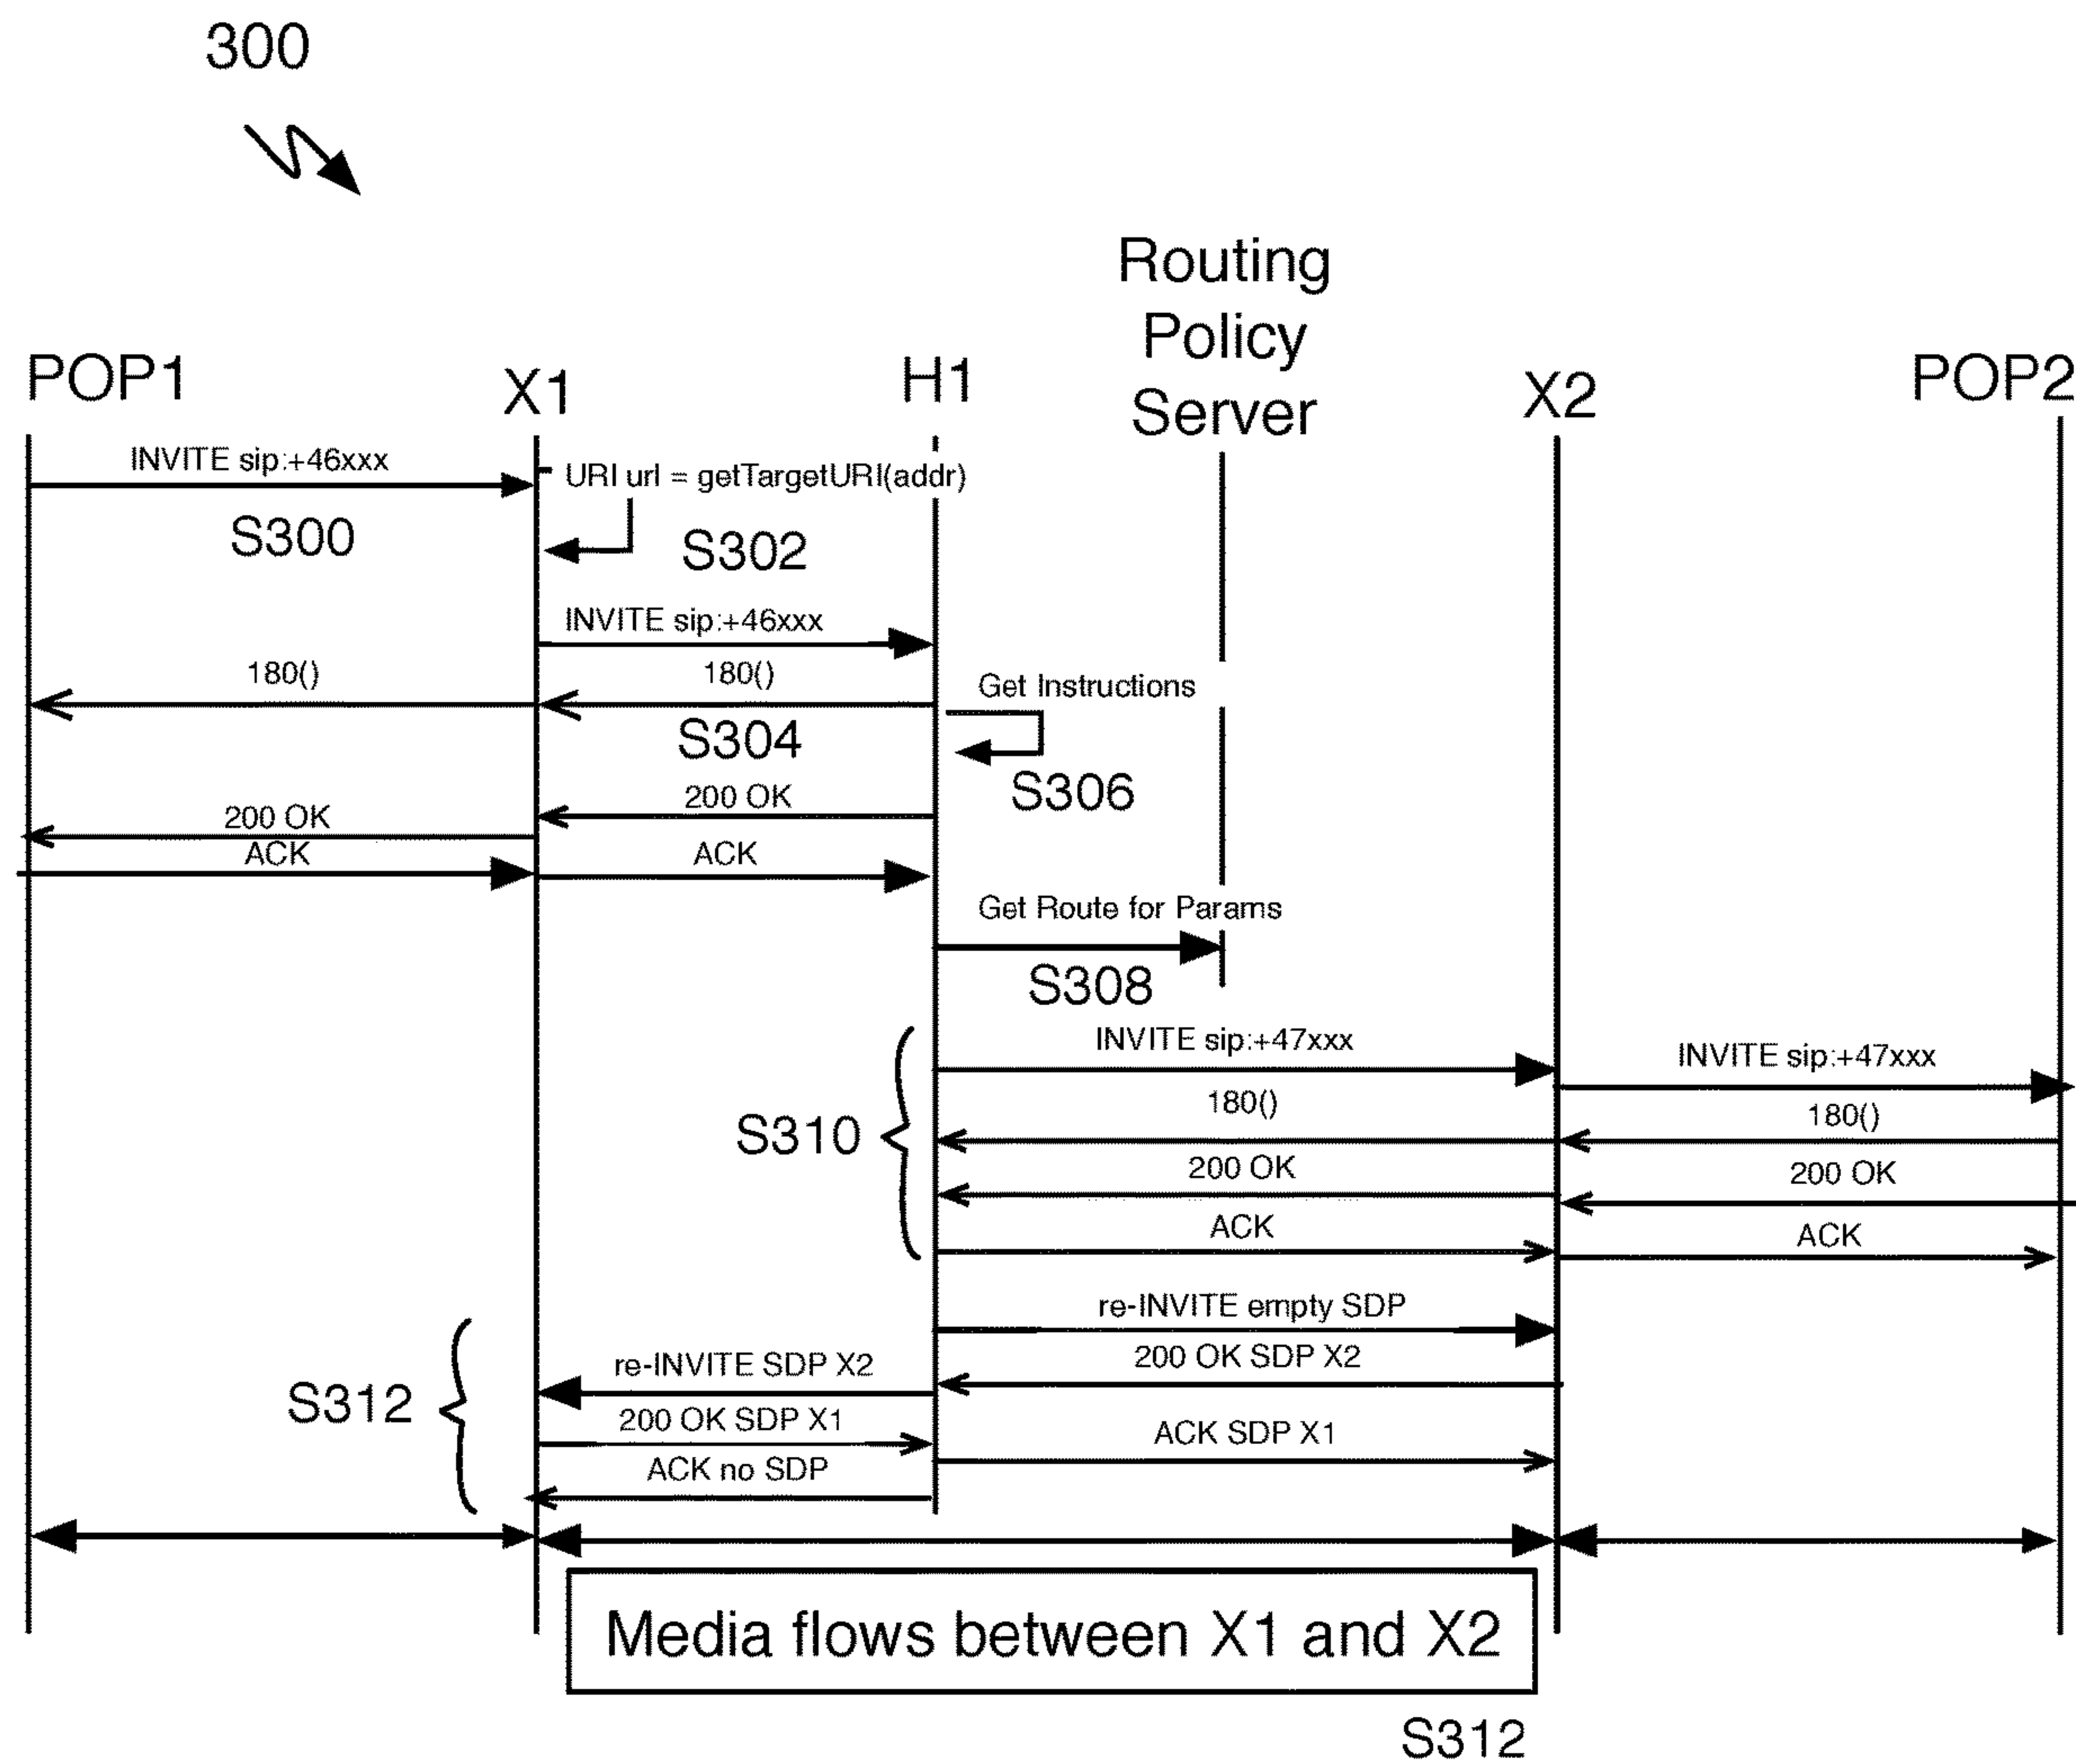 300
Routing
Policy
Server
POP1
X1
H1
X2
POP2
INVITE sip:+46xxx
URI url = getTargetURI(addr)
S300
S302
INVITE sip:+46xxx
180()
180()
Get Instructions
S304
S306
200 OK
200 OK
ACK
ACK
Get Route for Params
S308
INVITE sip:+47xxx
INVITE sip:+47xxx
180()
180()
S310
200 OK
200 OK
ACK
ACK
re-INVITE empty SDP
re-INVITE SDP X2
200 OK SDP X2
S312
200 OK SDP X1
ACK SDP X1
ACK no SDP
Media flows between X1 and X2
S312